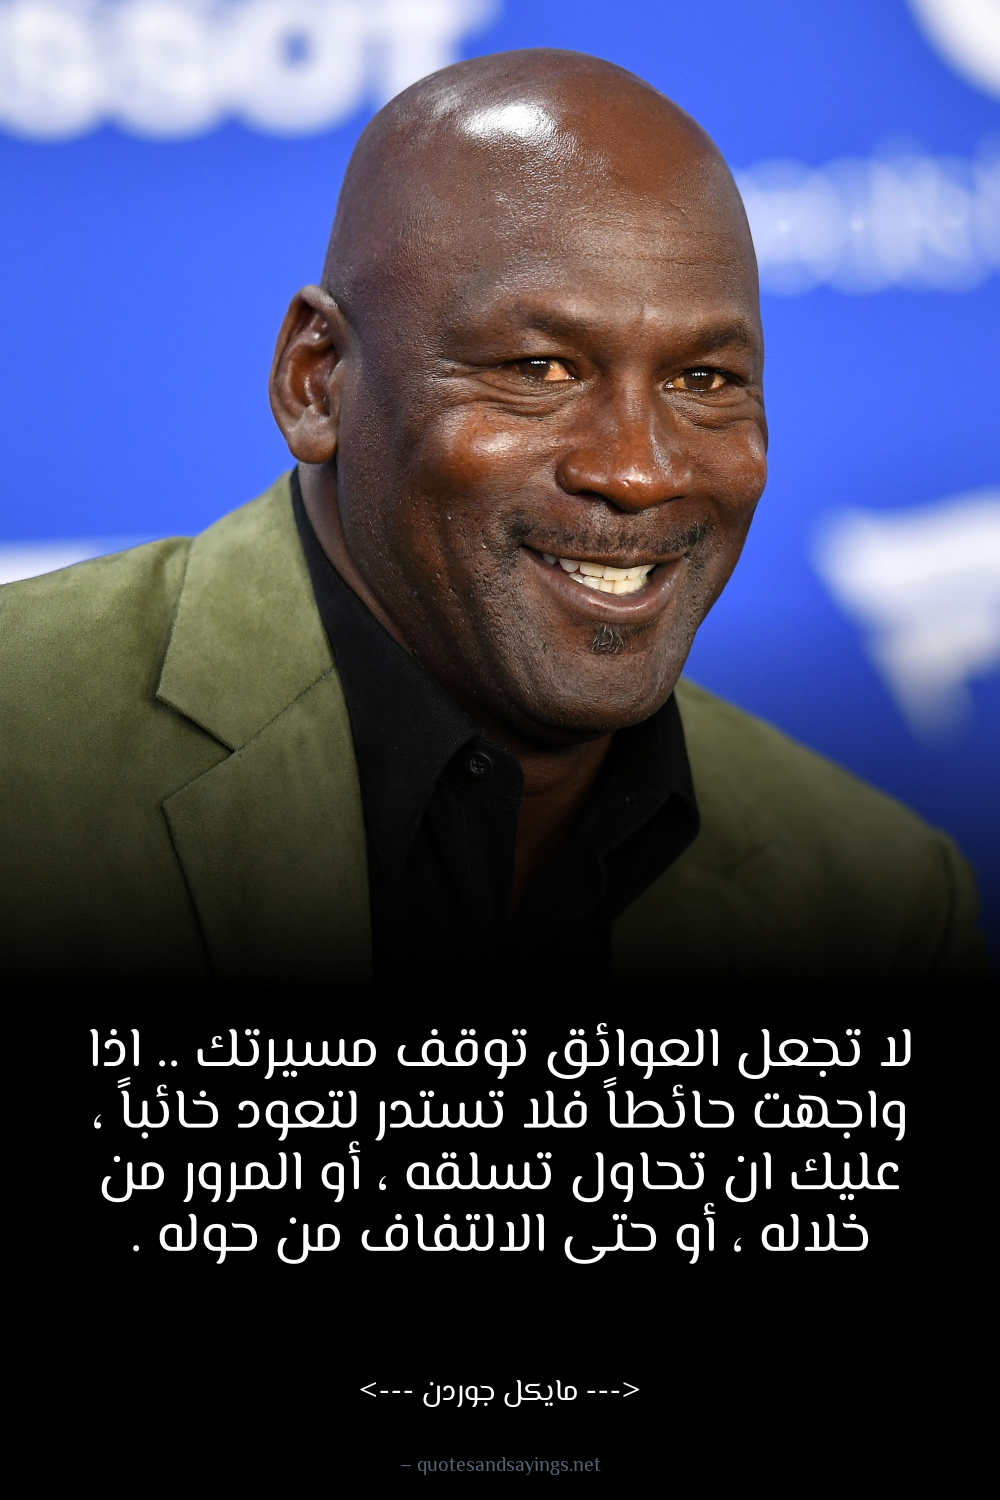 لا تجعل العوائق توقف مسيرتك .. اذا
واجهت حائطاً فلا تستدر لتعود خائباً ،
عليك ان تحاول تسلقه ، أو المرور من
خلاله ، أو حتى الالتفاف من حوله .
<--- مايكل جوردن --->
– quotesandsayings.net